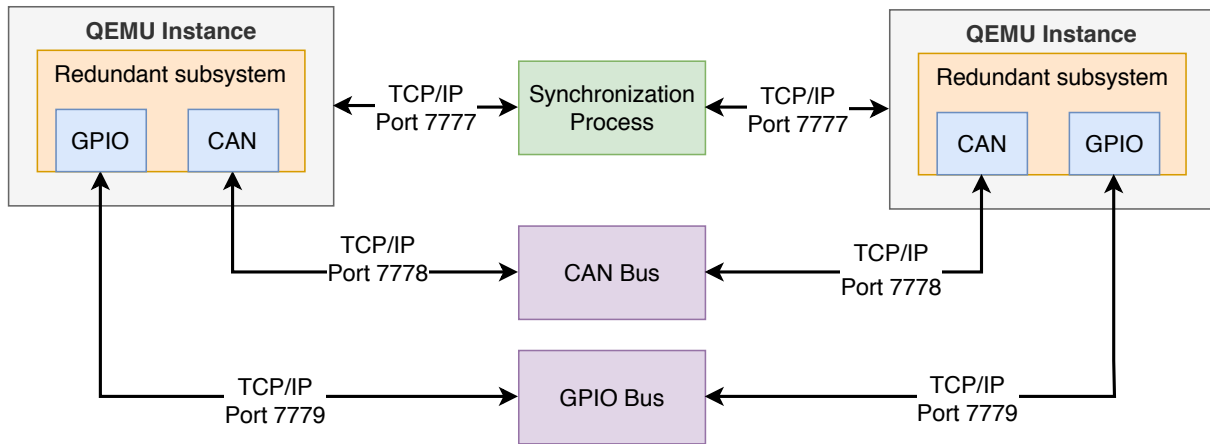 QEMU Instance
Redundant subsystem
GPIO
CAN
TCP/IP
Port 7777
Synchronization
Process
TCP/IP
Port 7777
QEMU Instance
Redundant subsystem
CAN
GPIO
TCP/IP
Port 7778
CAN Bus
TCP/IP
Port 7778
TCP/IP
Port 7779
GPIO Bus
TCP/IP
Port 7779